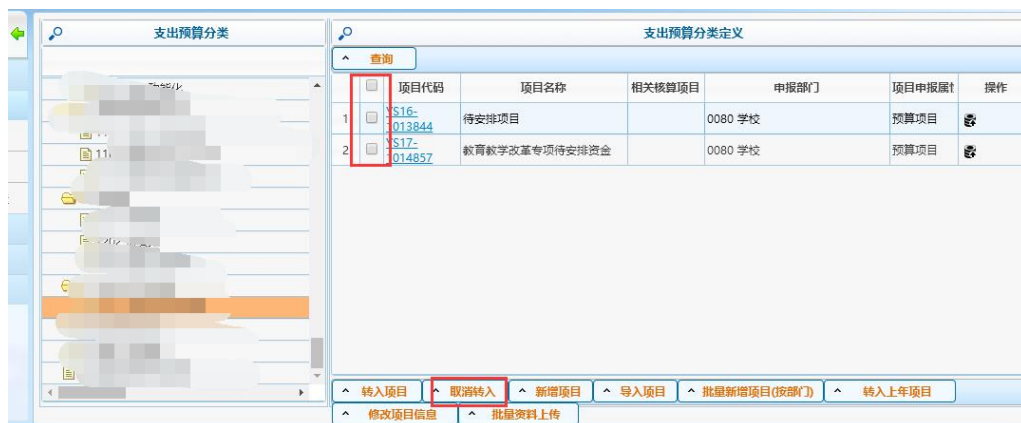 支出预算分类
支出预算分类定义
查询
项目代码 项目名称 相关核算项目 申报部门 项目申报属 操作
1 YS16-013844 待安排项目 0080 学校 预算项目
2 YS17-014857 教育教学改革专项待安排资金 0080 学校 预算项目
转入项目 取消转入 新增项目 导入项目 批量新增项目(按部门) 转入上年项目
修改项目信息 批量资料上传